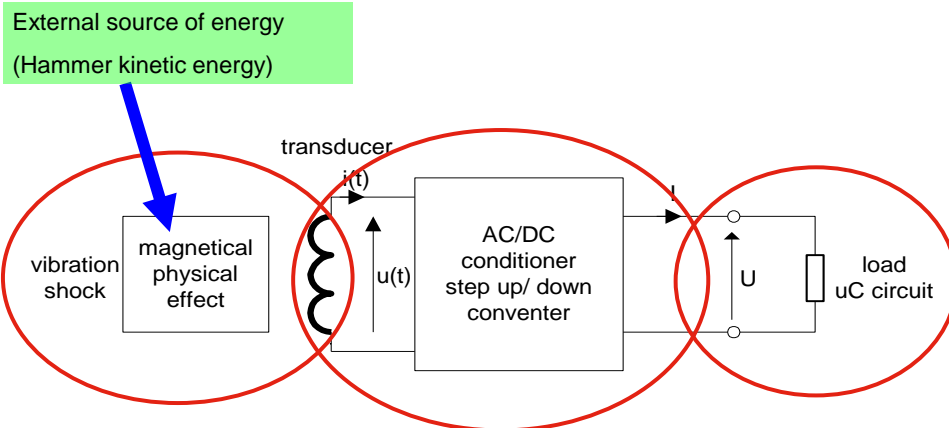 External source of energy
(Hammer kinetic energy)
transducer
i(t)
I
vibration
shock
magnetical
physical
effect
u(t)
AC/DC
conditioner
step up/ down
conventer
U
load
uC circuit